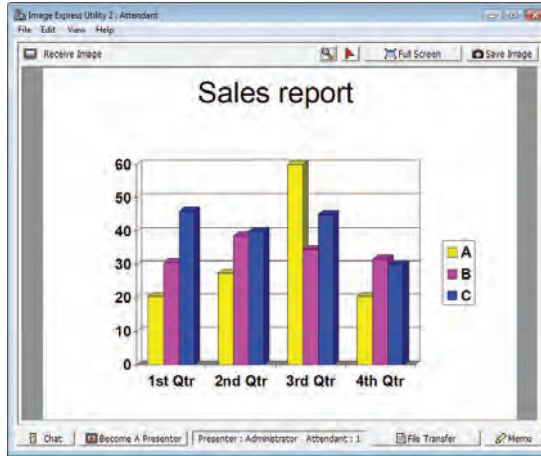 Image Express Utility 2 : Attendant
File Edit View Help
Receive Image Full Screen Save Image
Sales report
60
50
40
30
20
10
0
1st Qtr 2nd Qtr 3rd Qtr 4th Qtr
A
B
C
Chat Become A Presenter Presenter : Administrator Attendant : 1 File Transfer Memo